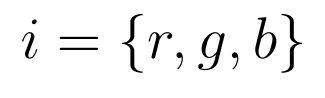 i = {r, g, b}